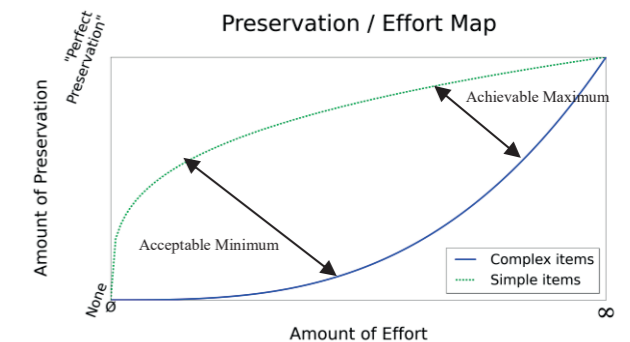 Preservation / Effort Map
"Perfect
Preservation"
Amount of Preservation
Achievable Maximum
Acceptable Minimum
Complex items
Simple items
None
Ø
∞
Amount of Effort